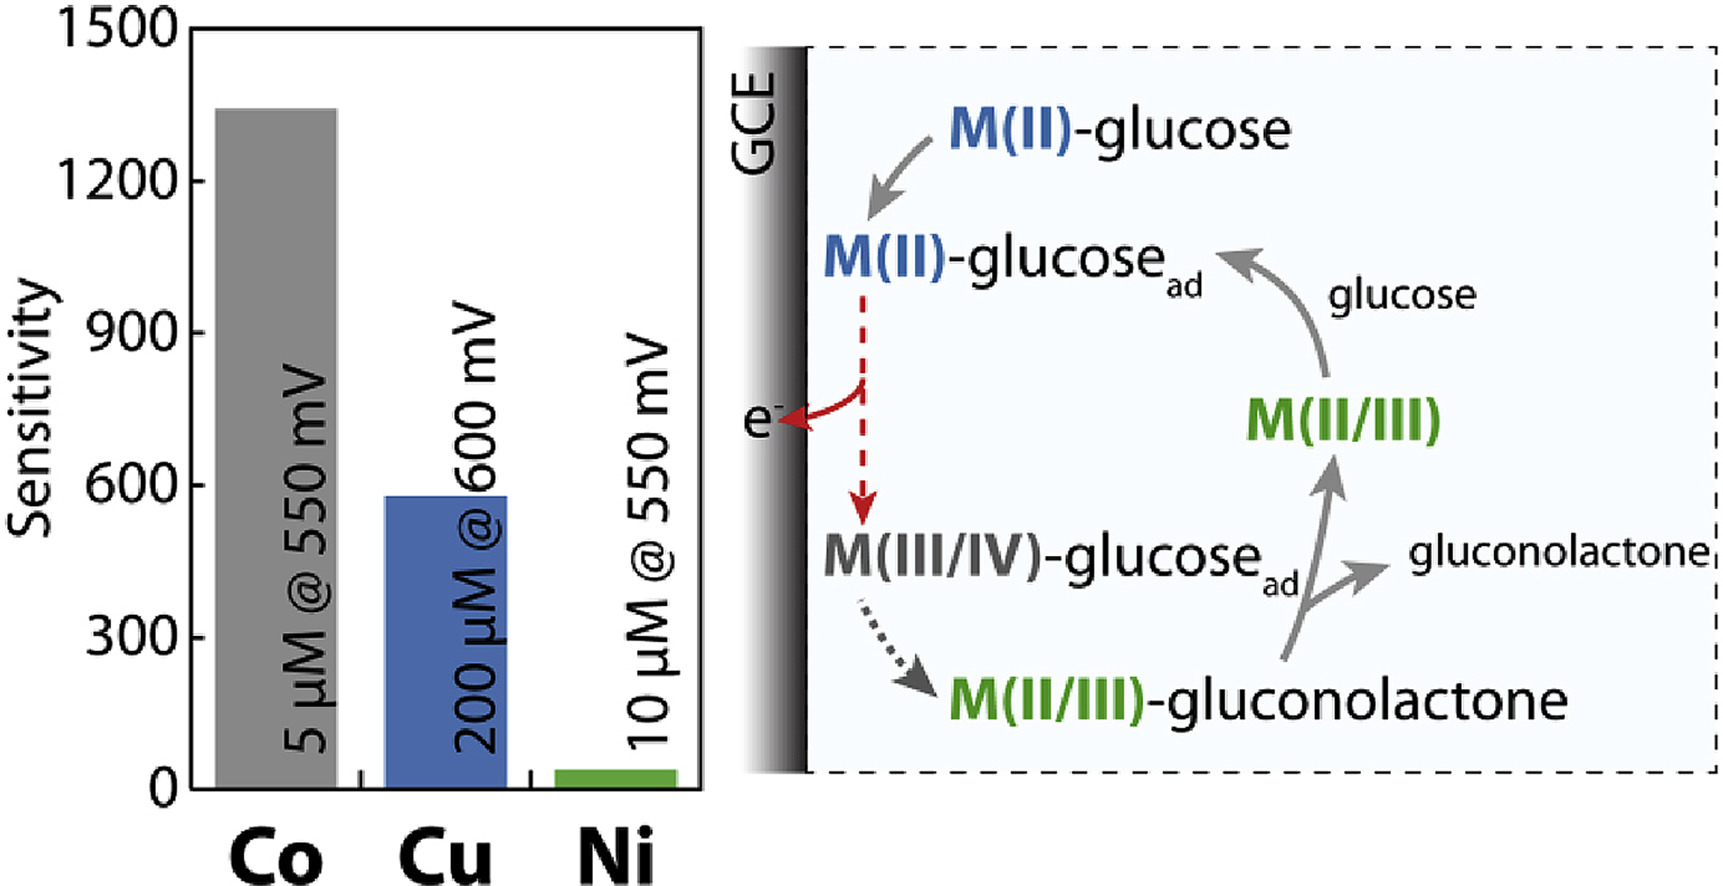 1500
1200
900
600
300
0
Sensitivity
5 µM @ 550 mV
200 µM @ 600 mV
10 µM @ 550 mV
Co Cu Ni
GCE
M(II)-glucose
M(II)-glucose ad
glucose
e-
M(II/III)
M(III/IV)-glucose ad
gluconolactone
M(II/III)-gluconolactone